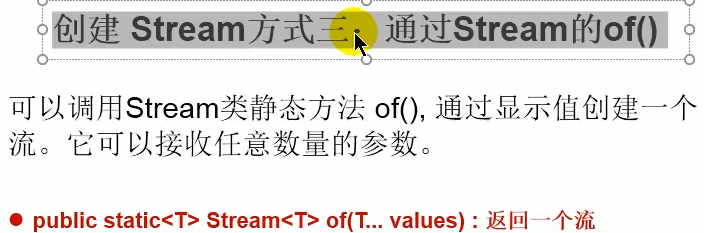 创建 Stream方式三：通过Stream的of()
可以调用Stream类静态方法 of(), 通过显示值创建一个
流。它可以接收任意数量的参数。
● public static<T> Stream<T> of(T... values) : 返回一个流